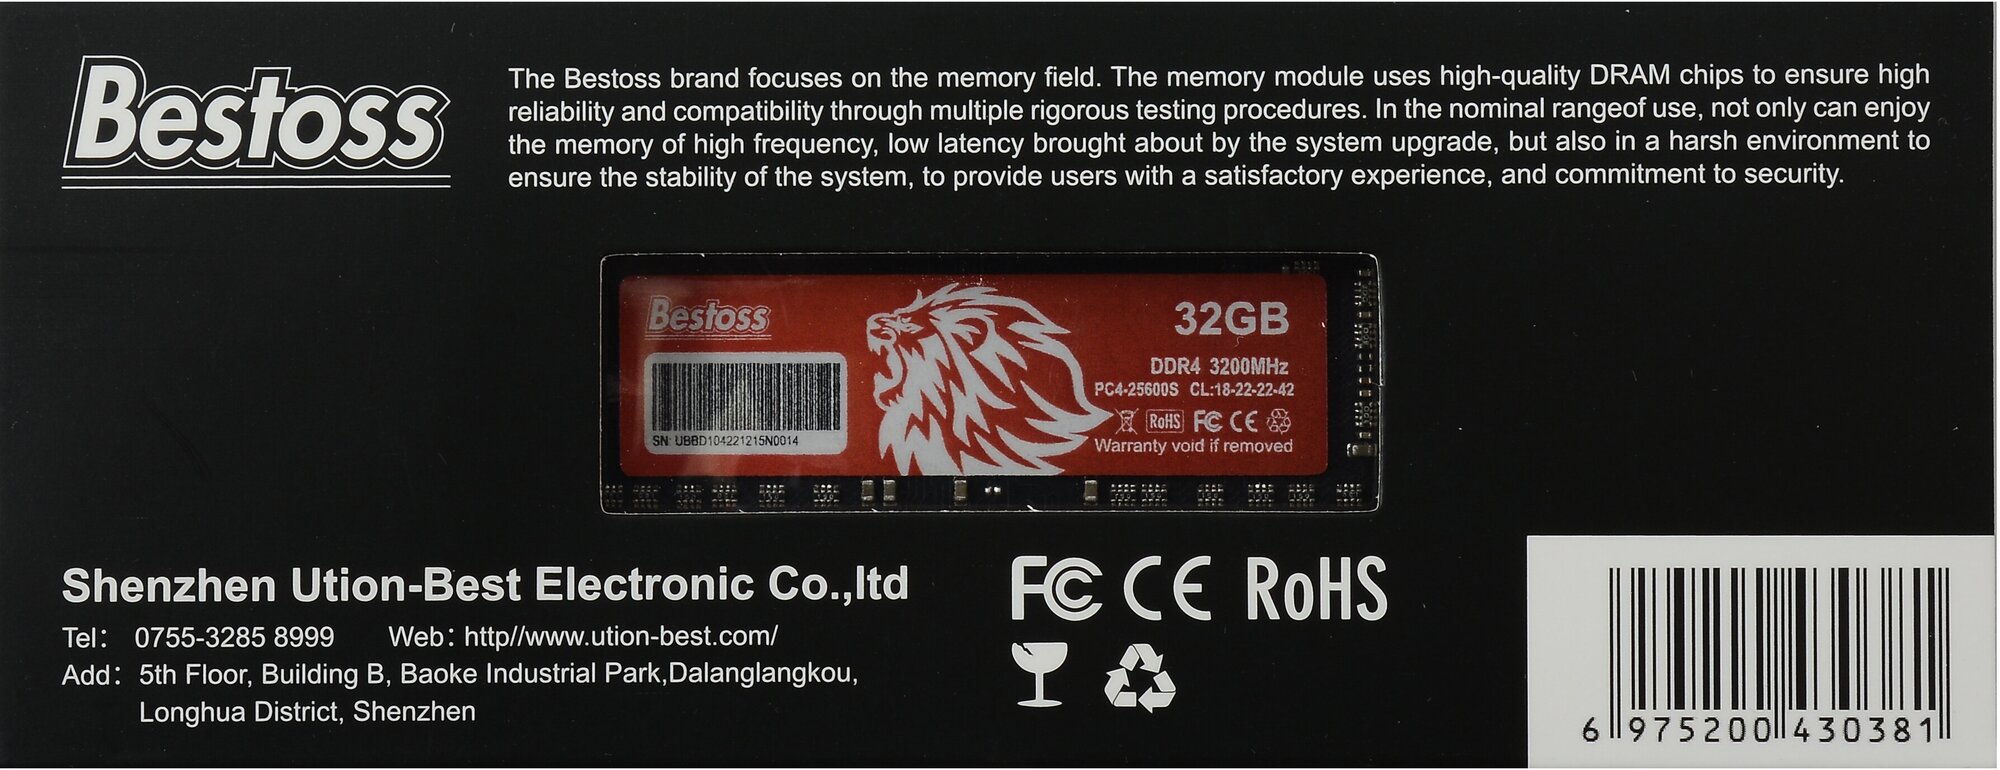 Bestoss
The Bestoss brand focuses on the memory field. The memory module uses high-quality DRAM chips to ensure high
reliability and compatibility through multiple rigorous testing procedures. In the nominal rangeof use, not only can enjoy
the memory of high frequency, low latency brought about by the system upgrade, but also in a harsh environment to
ensure the stability of the system, to provide users with a satisfactory experience, and commitment to security.
Bestoss
32GB
DDR4 3200MHz
PC4-25600S CL:18-22-22-42
RoHS FC CE
Warranty void if removed
SN: UBBD104221215N0014
Shenzhen Ution-Best Electronic Co.,ltd
Tel: 0755-3285 8999 Web: http//www.ution-best.com/
Add: 5th Floor, Building B, Baoke Industrial Park,Dalanglangkou,
Longhua District, Shenzhen
FC CE RoHS
6 975200 430381